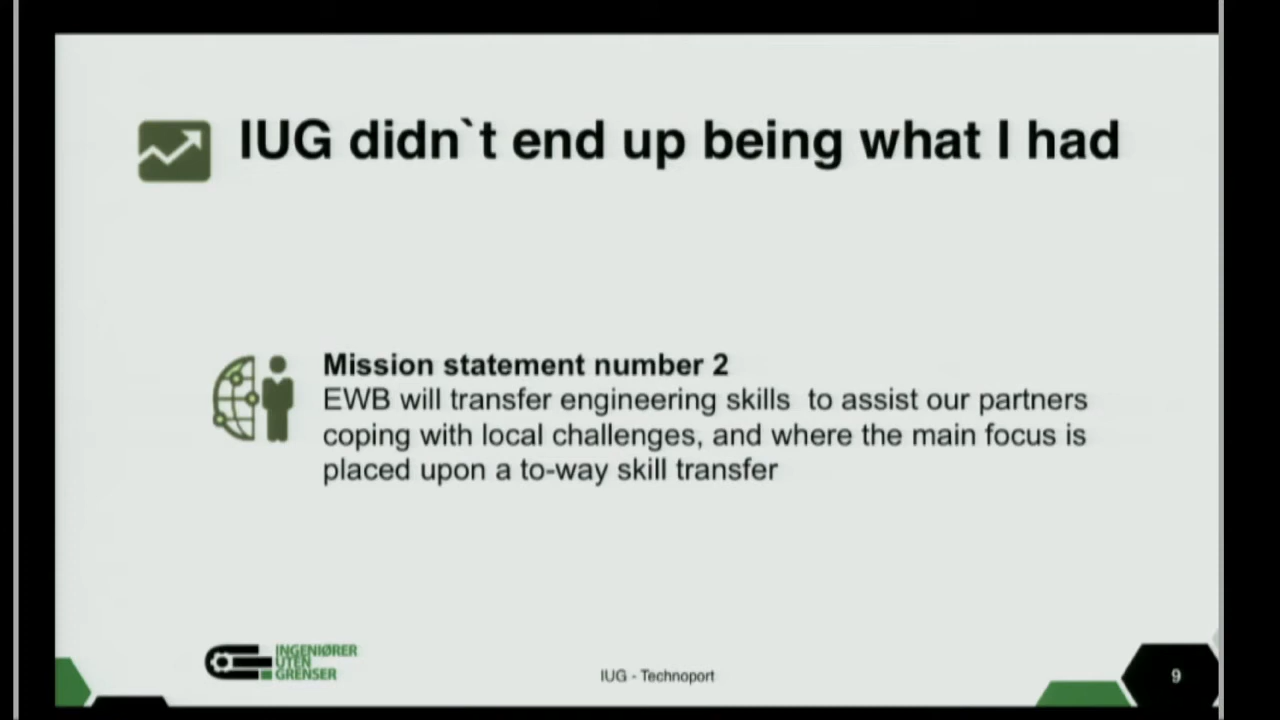 IUG didn`t end up being what I had
Mission statement number 2
EWB will transfer engineering skills to assist our partners
coping with local challenges, and where the main focus is
placed upon a to-way skill transfer
INGENIØRER
UTEN
GRENSER
IUG - Technoport
9